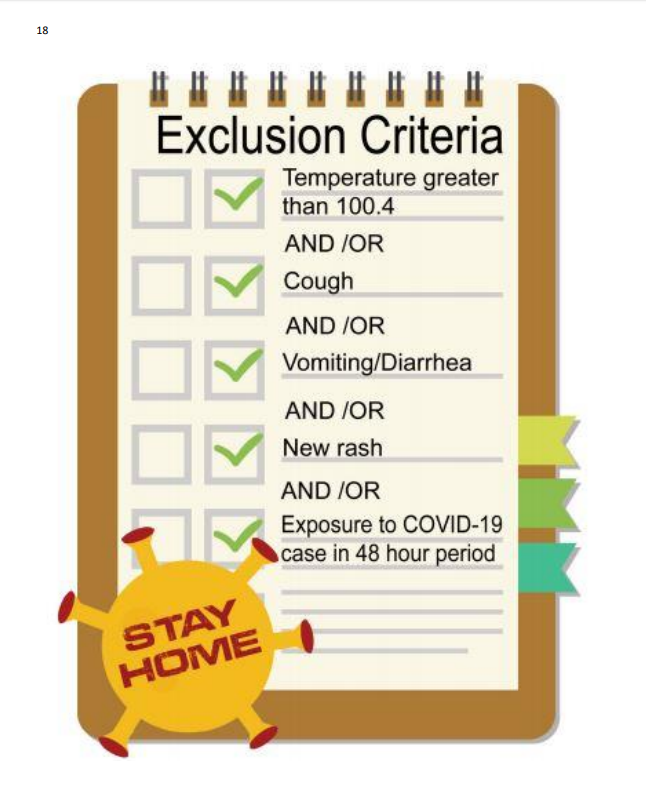 18
Exclusion Criteria
Temperature greater
than 100.4
AND /OR
Cough
AND /OR
Vomiting/Diarrhea
AND /OR
New rash
AND /OR
Exposure to COVID-19
case in 48 hour period
STAY
HOME